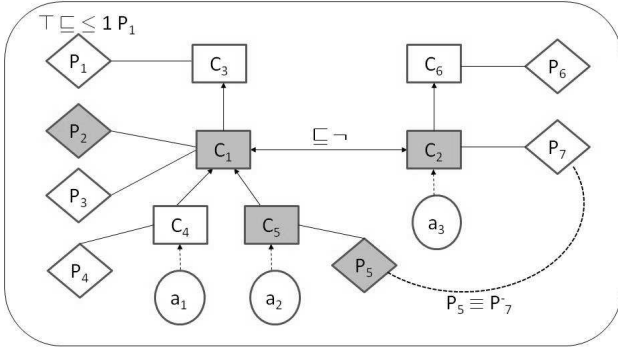 ⊤ ⊑ ≤ 1 P₁
P₁
C₃
C₆
P₆
P₂
C₁
⊑ ¬
C₂
P₇
P₃
C₄
C₅
a₃
P₄
P₅
a₁
a₂
P₅ ≡ P⁻₇